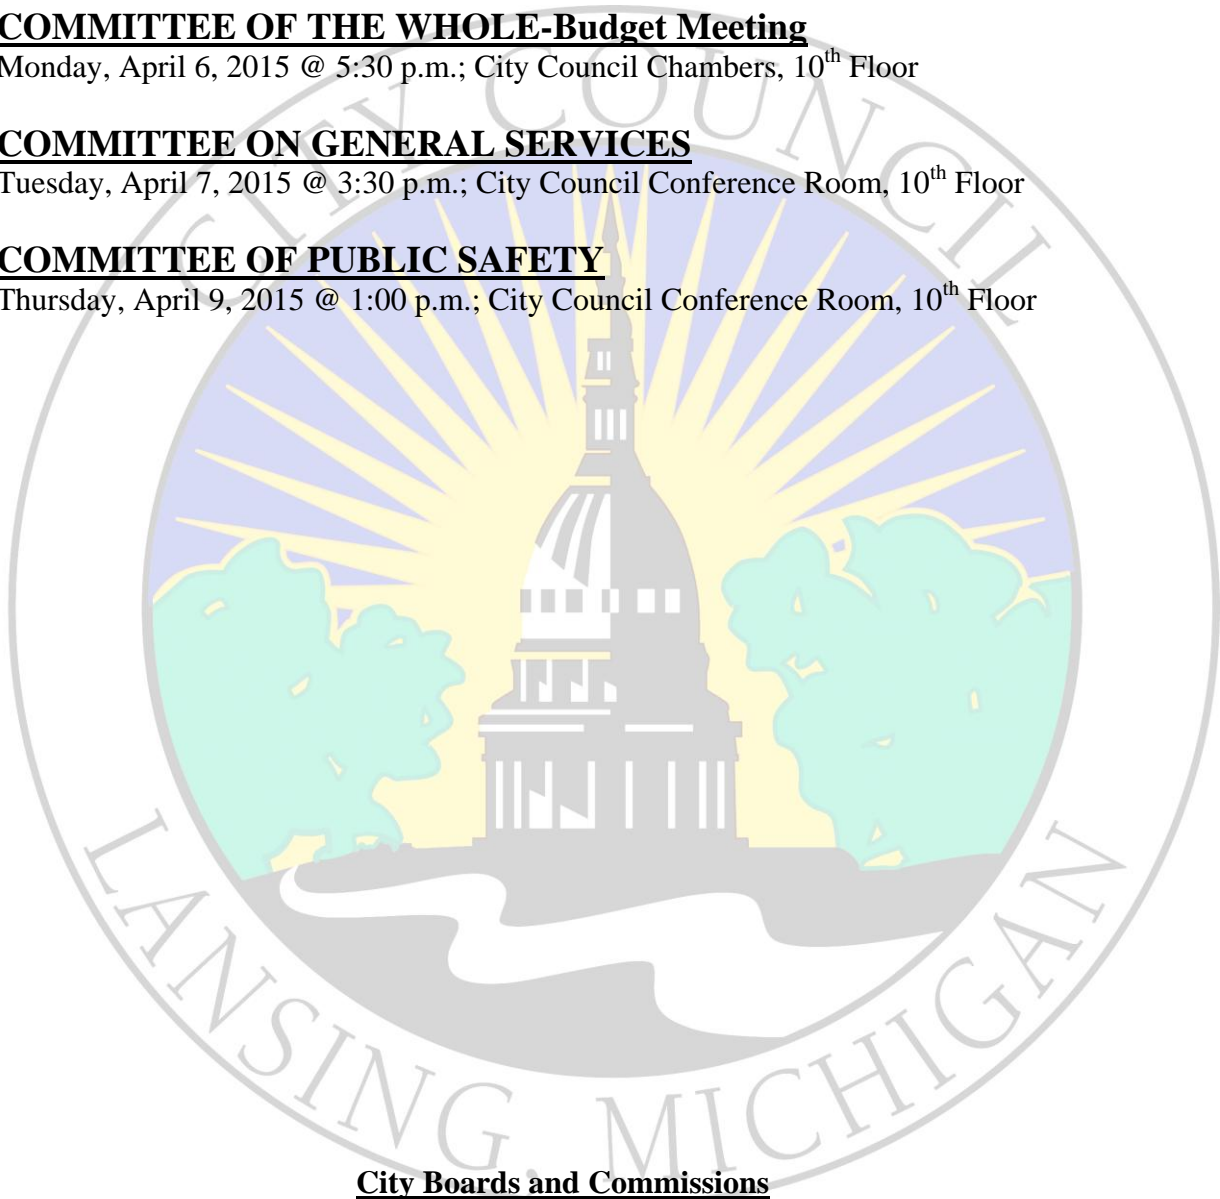 COMMITTEE OF THE WHOLE-Budget Meeting
Monday, April 6, 2015 @ 5:30 p.m.; City Council Chambers, 10th Floor
COMMITTEE ON GENERAL SERVICES
Tuesday, April 7, 2015 @ 3:30 p.m.; City Council Conference Room, 10th Floor
COMMITTEE OF PUBLIC SAFETY
Thursday, April 9, 2015 @ 1:00 p.m.; City Council Conference Room, 10th Floor
CITY COUNCIL
LANSING, MICHIGAN
City Boards and Commissions